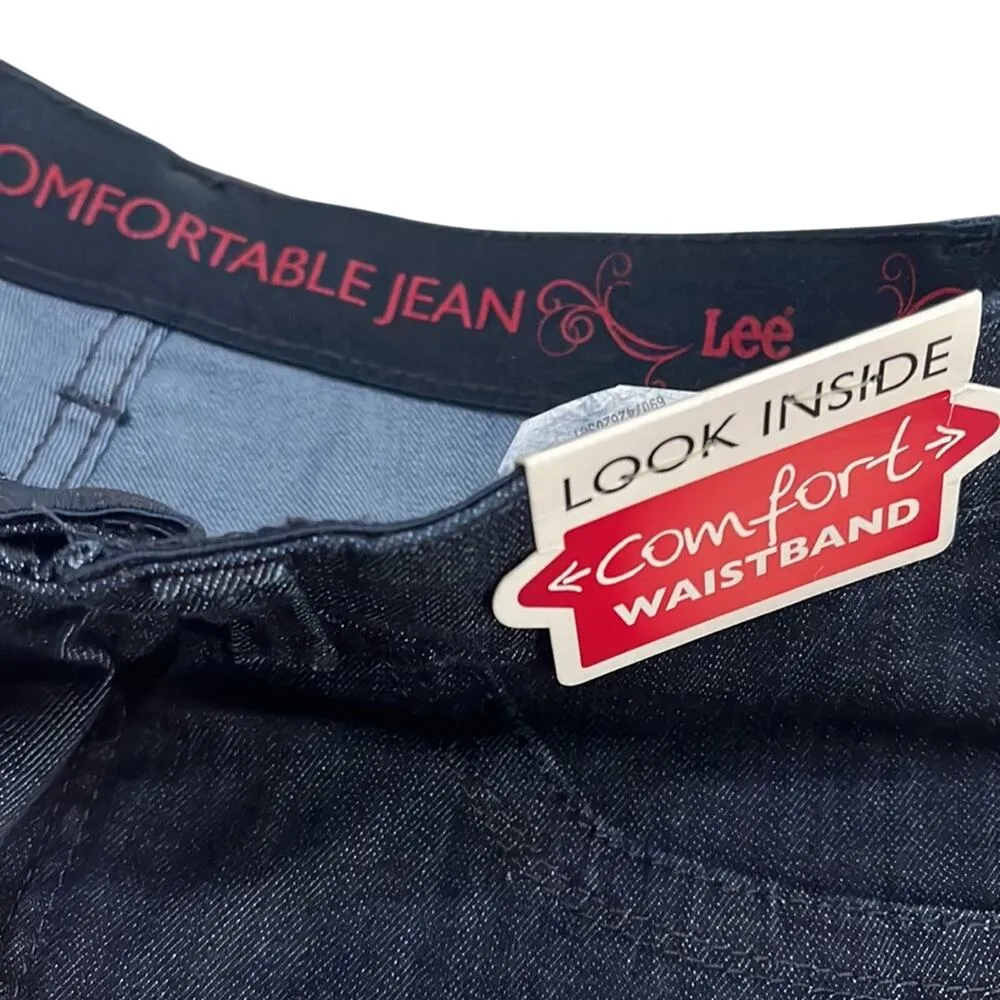 OMFORTABLE JEAN Lee®
LOOK INSIDE
comfort
WAISTBAND